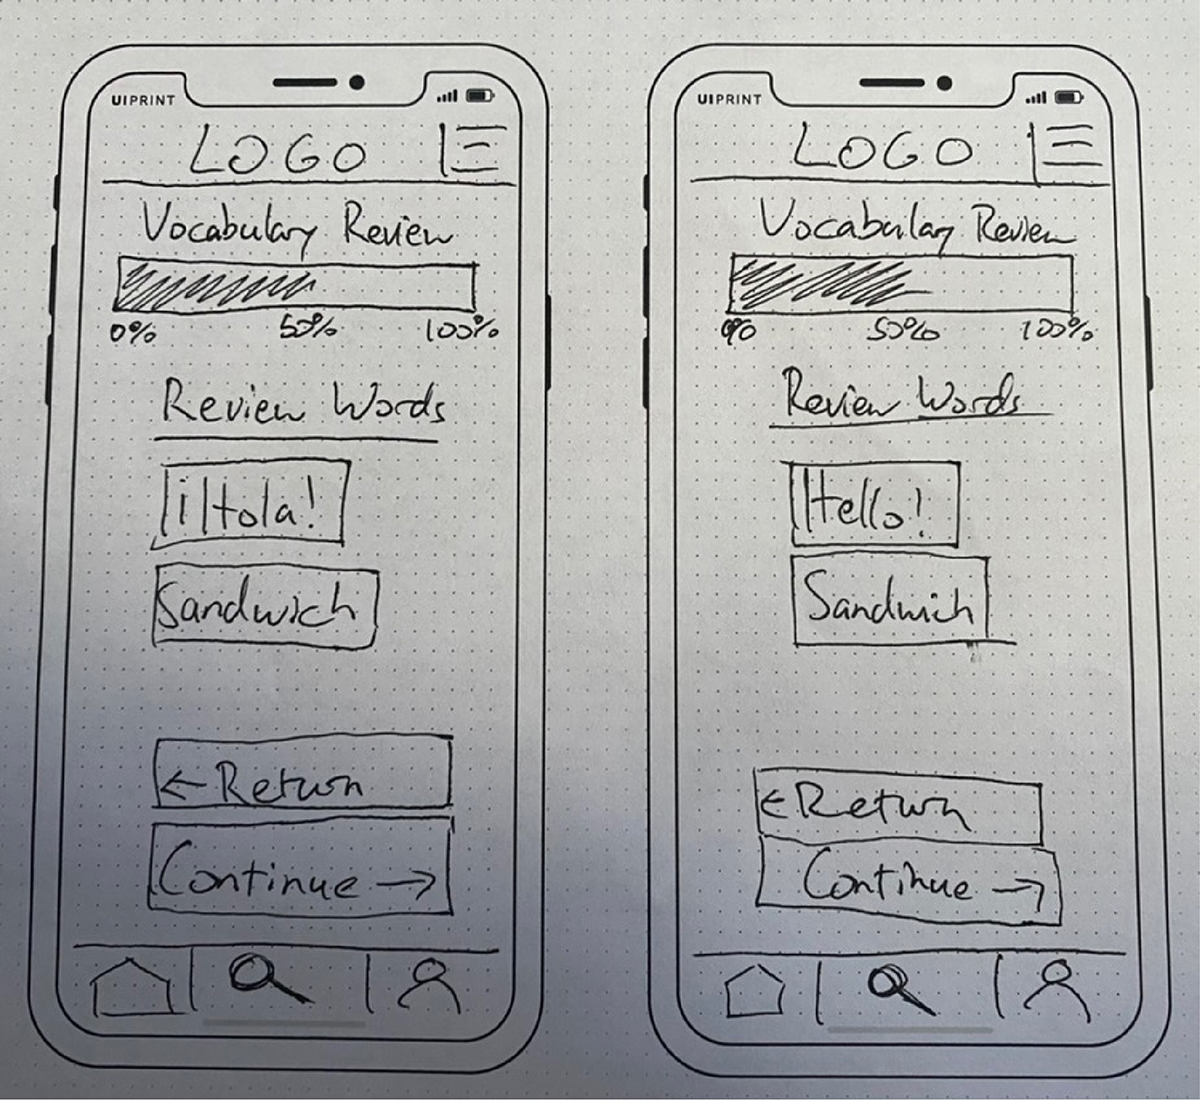 UIPRINT
LOGO
Vocabulary Review
0% 50% 100%
Review Words
¡Hola!
Sandwich
← Return
Continue →
UIPRINT
LOGO
Vocabulary Review
0% 50% 100%
Review Words
Hello!
Sandwich
← Return
Continue →